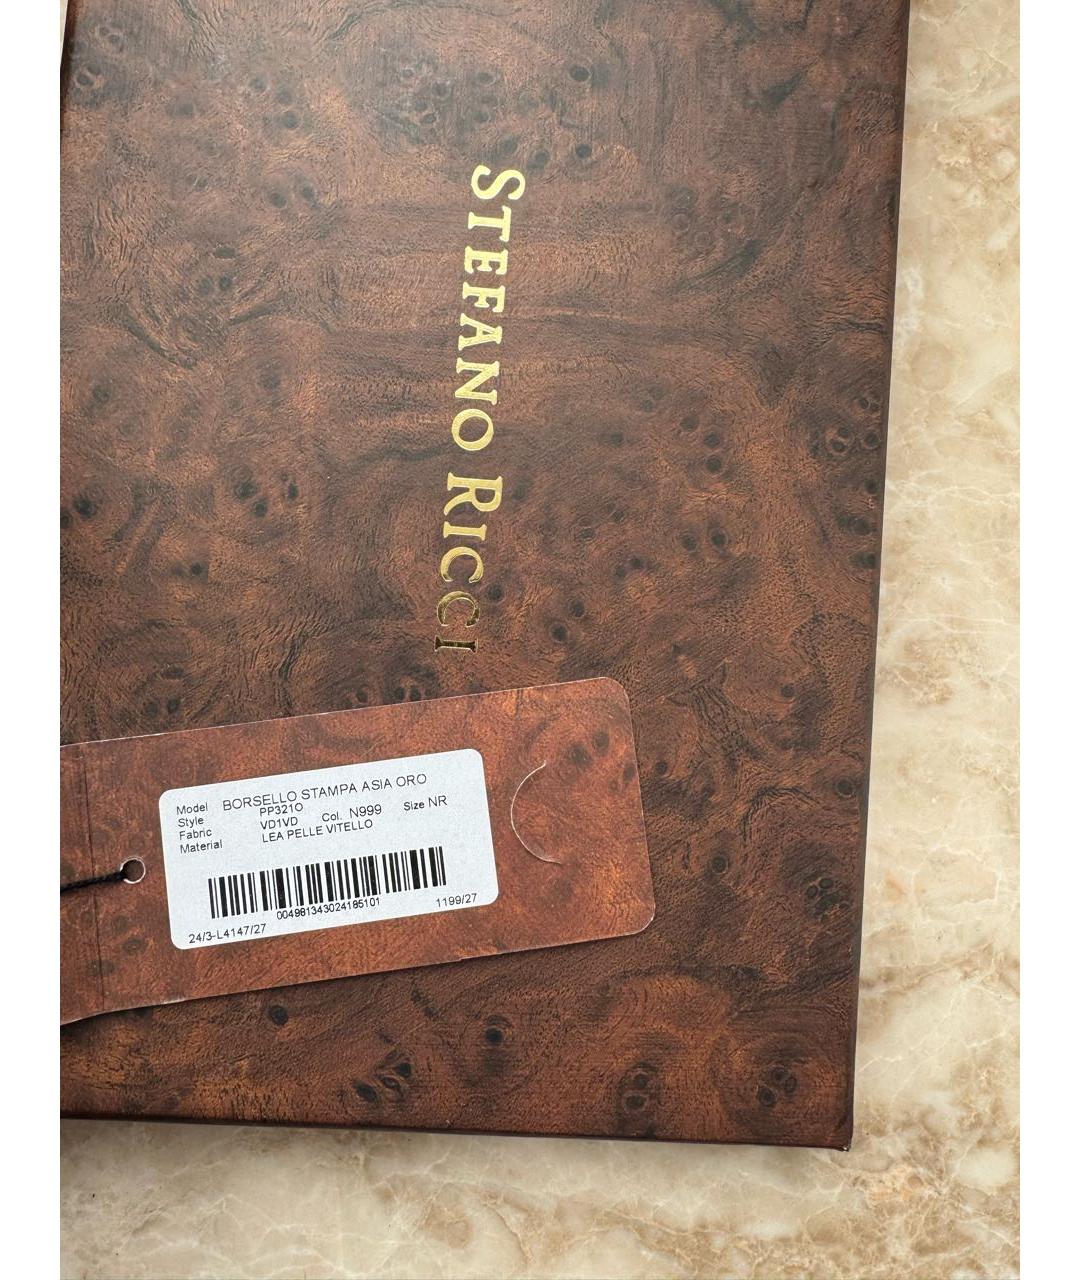 STEFANO RICCI
Model BORSELLO STAMPA ASIA ORO
Style PP321O
Fabric VD1VD Col. N999 Size NR
Material LEA PELLE VITELLO
004981343024185101
24/3-L4147/27 1199/27